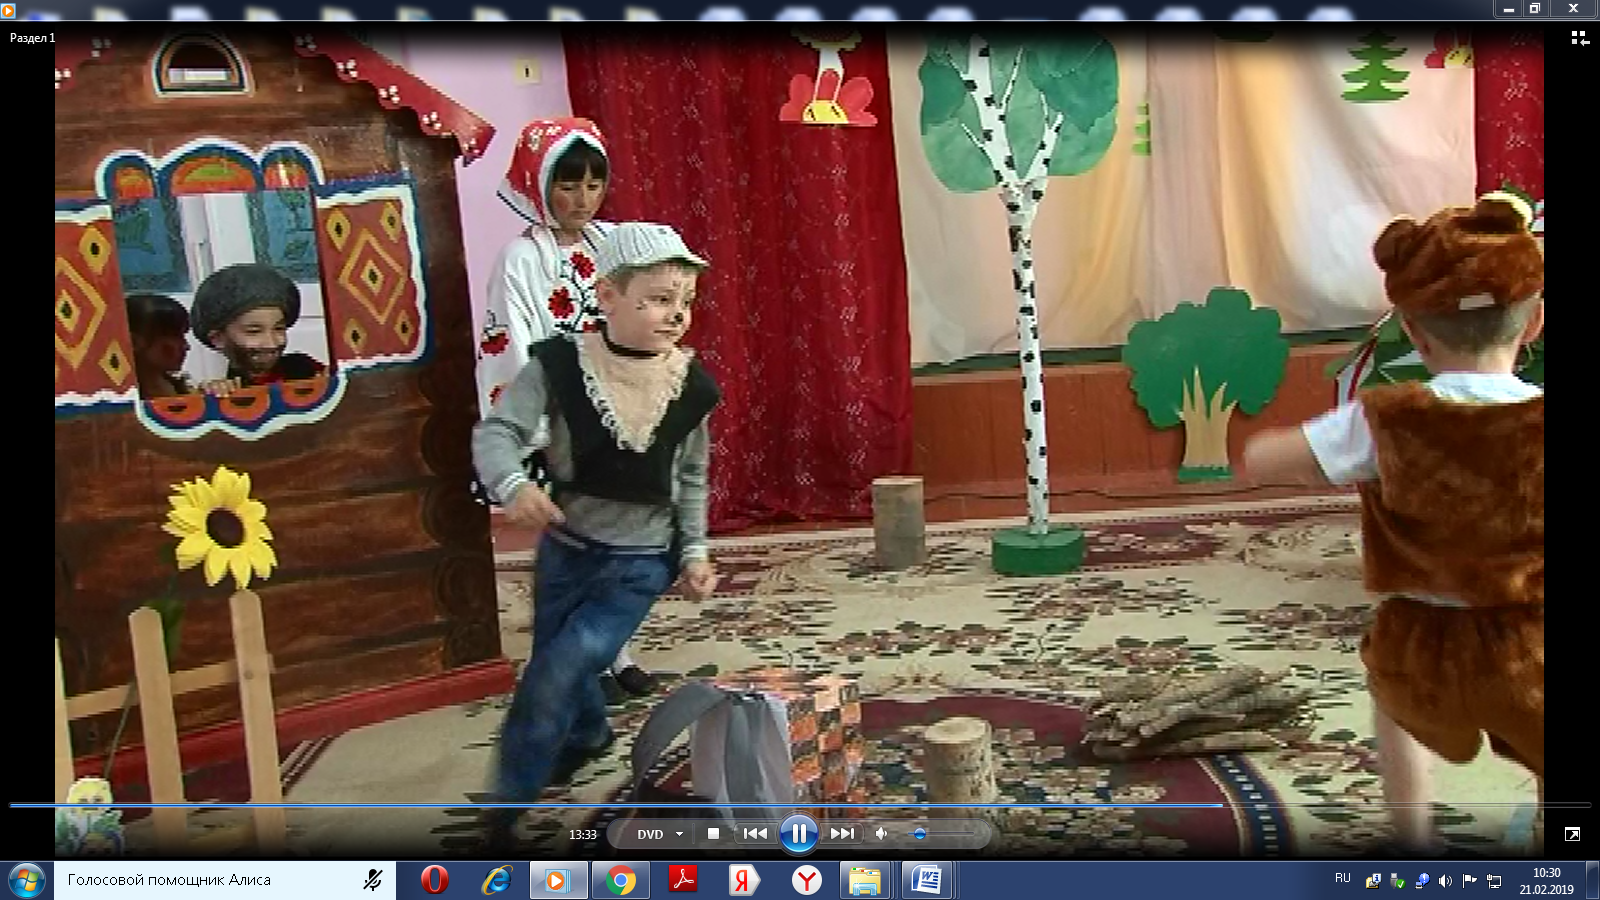 Раздел 1
13:33
DVD
Голосовой помощник Алиса
RU
10:30
21.02.2019